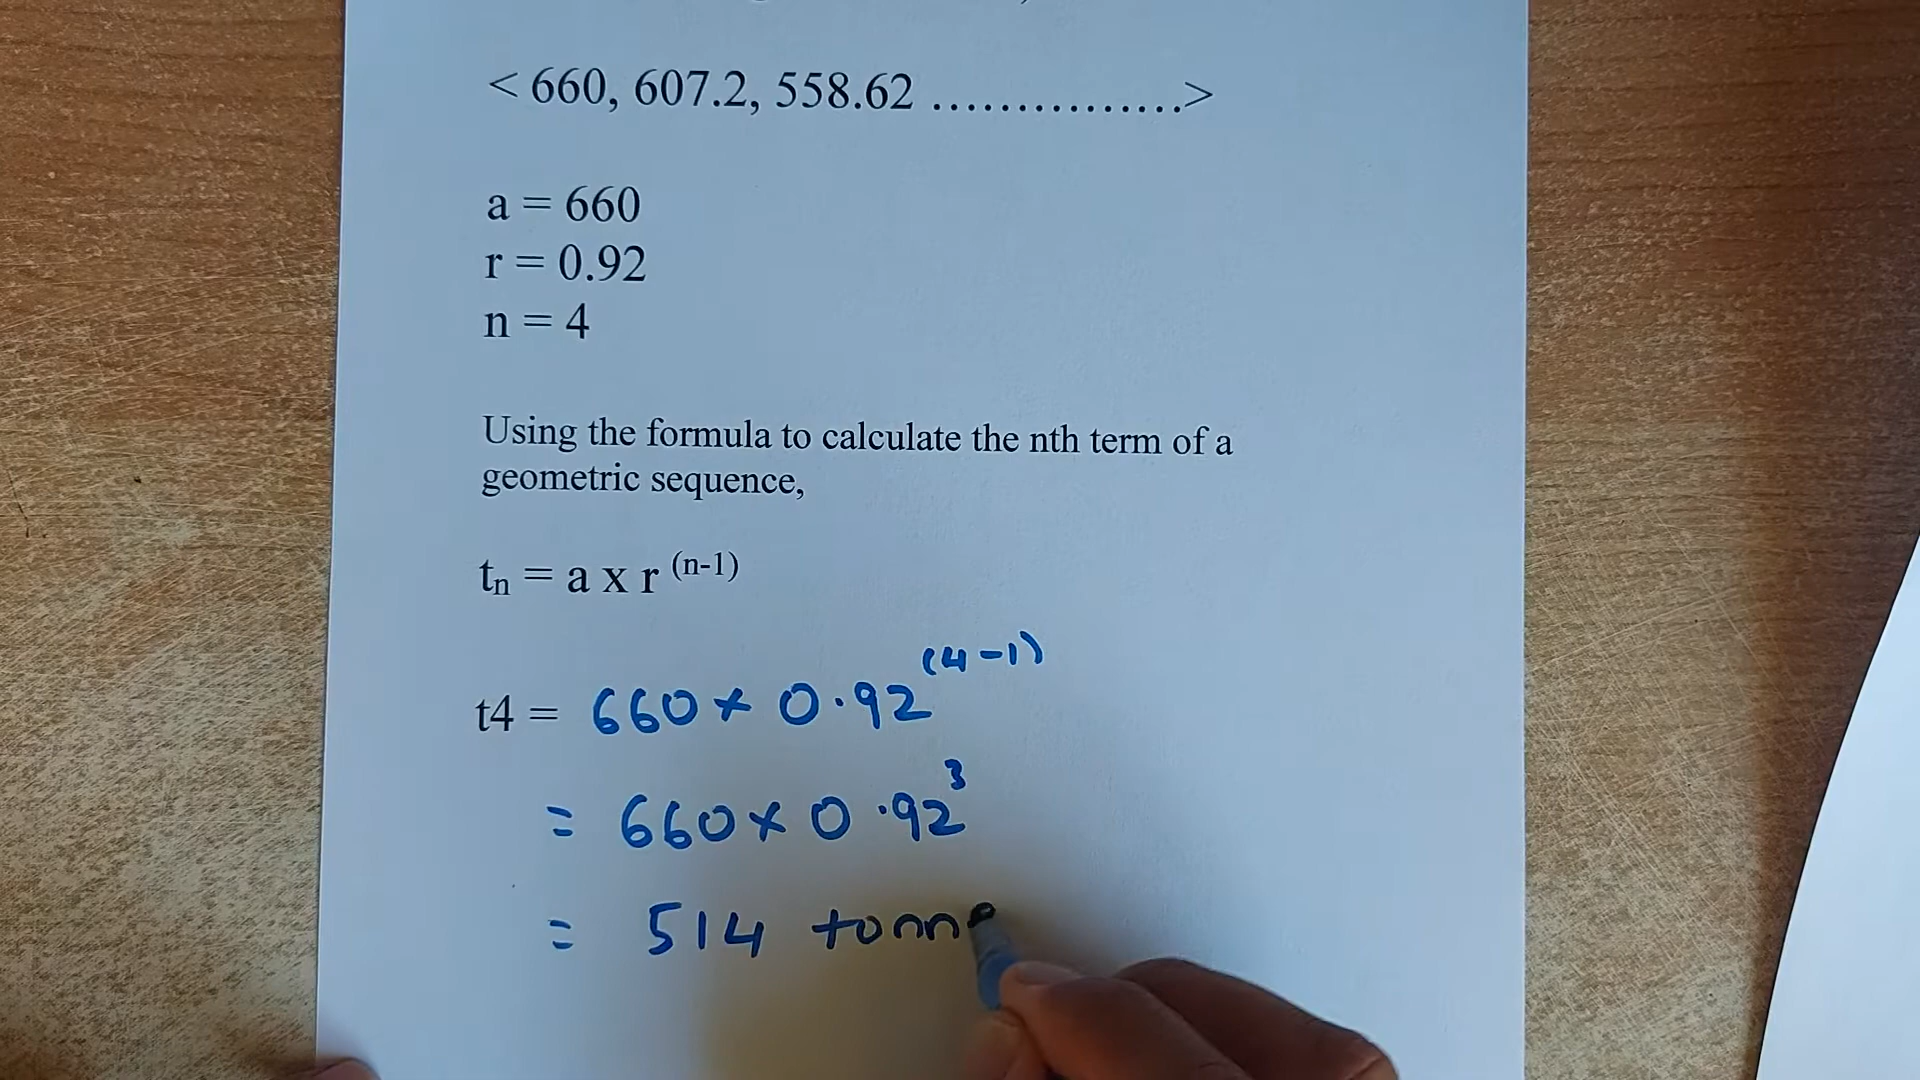 < 660, 607.2, 558.62 ...............>
a = 660
r = 0.92
n = 4
Using the formula to calculate the nth term of a
geometric sequence,
tn = a x r (n-1)
t4 = 660 × 0.92 (4-1)
= 660 × 0.92 3
= 514 tonne